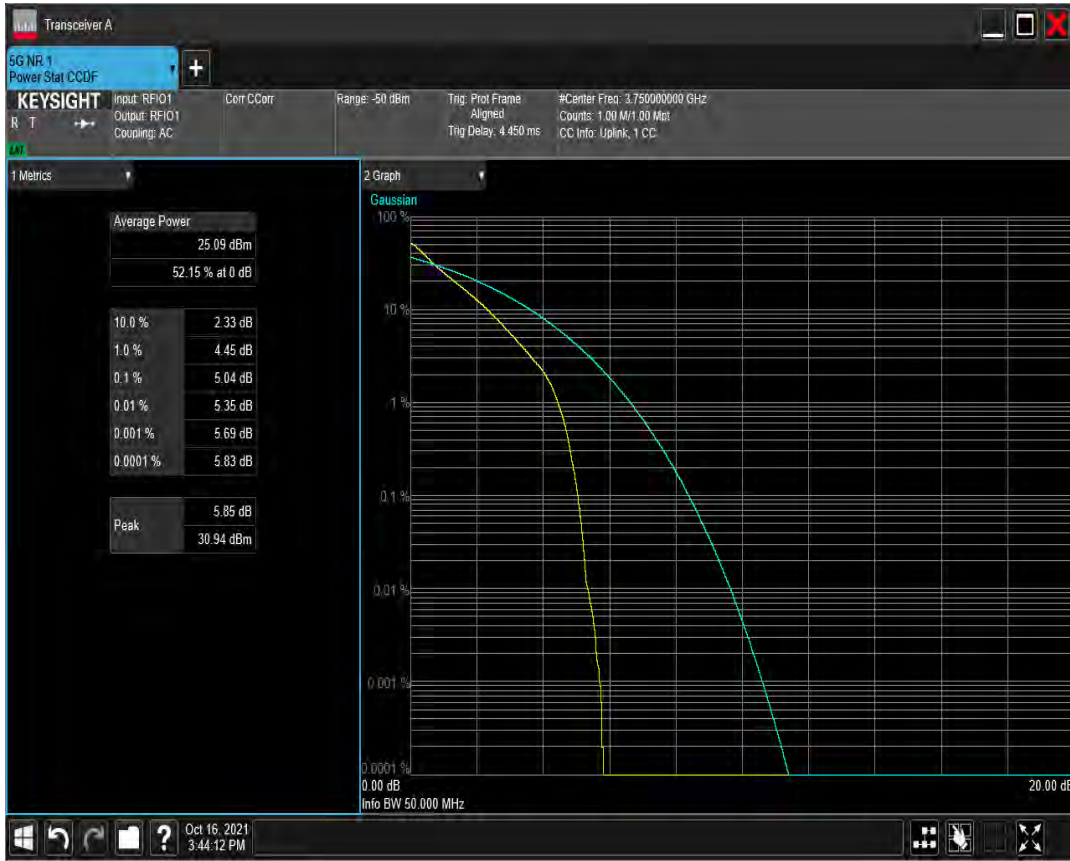 Transceiver A
5G NR 1
Power Stat CCDF
+
KEYSIGHT
R T
LXI
Input: RFIO1
Output: RFIO1
Coupling: AC
Corr CCorr
Range: -50 dBm
Trig: Prot Frame
Aligned
Trig Delay: 4.450 ms
#Center Freq: 3.750000000 GHz
Counts: 1.00 M/1.00 Mpt
CC Info: Uplink, 1 CC
1 Metrics
Average Power
25.09 dBm
52.15 % at 0 dB
10.0 % 2.33 dB
1.0 % 4.45 dB
0.1 % 5.04 dB
0.01 % 5.35 dB
0.001 % 5.69 dB
0.0001 % 5.83 dB
Peak 5.85 dB
30.94 dBm
2 Graph
Gaussian
100 %
10 %
1 %
0.1 %
0.01 %
0.001 %
0.0001 %
0.00 dB 20.00 dB
Info BW 50.000 MHz
?
Oct 16, 2021
3:44:12 PM